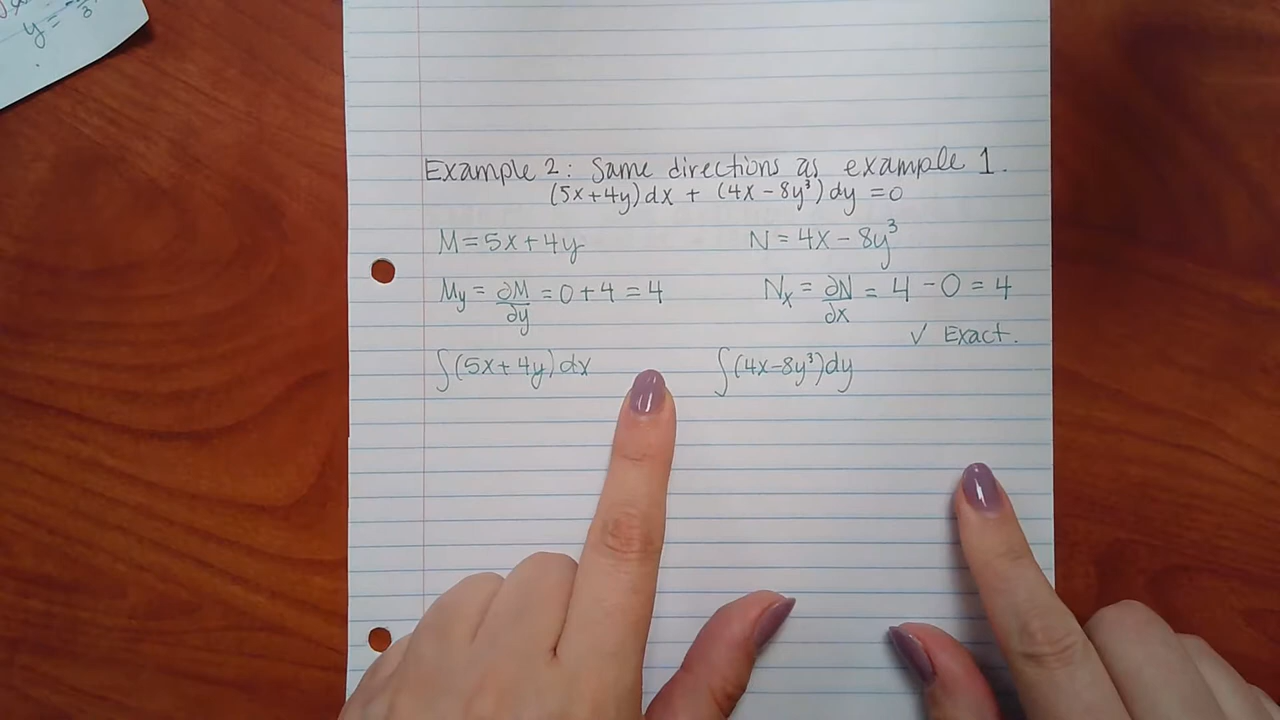 y =
Example 2: Same directions as example 1.
(5x+4y)dx + (4x-8y³)dy = 0
M = 5x+4y N = 4x - 8y³
My = ∂M/∂y = 0+4 = 4 Nx = ∂N/∂x = 4 - 0 = 4
✓ Exact.
∫(5x+4y)dx ∫(4x-8y³)dy